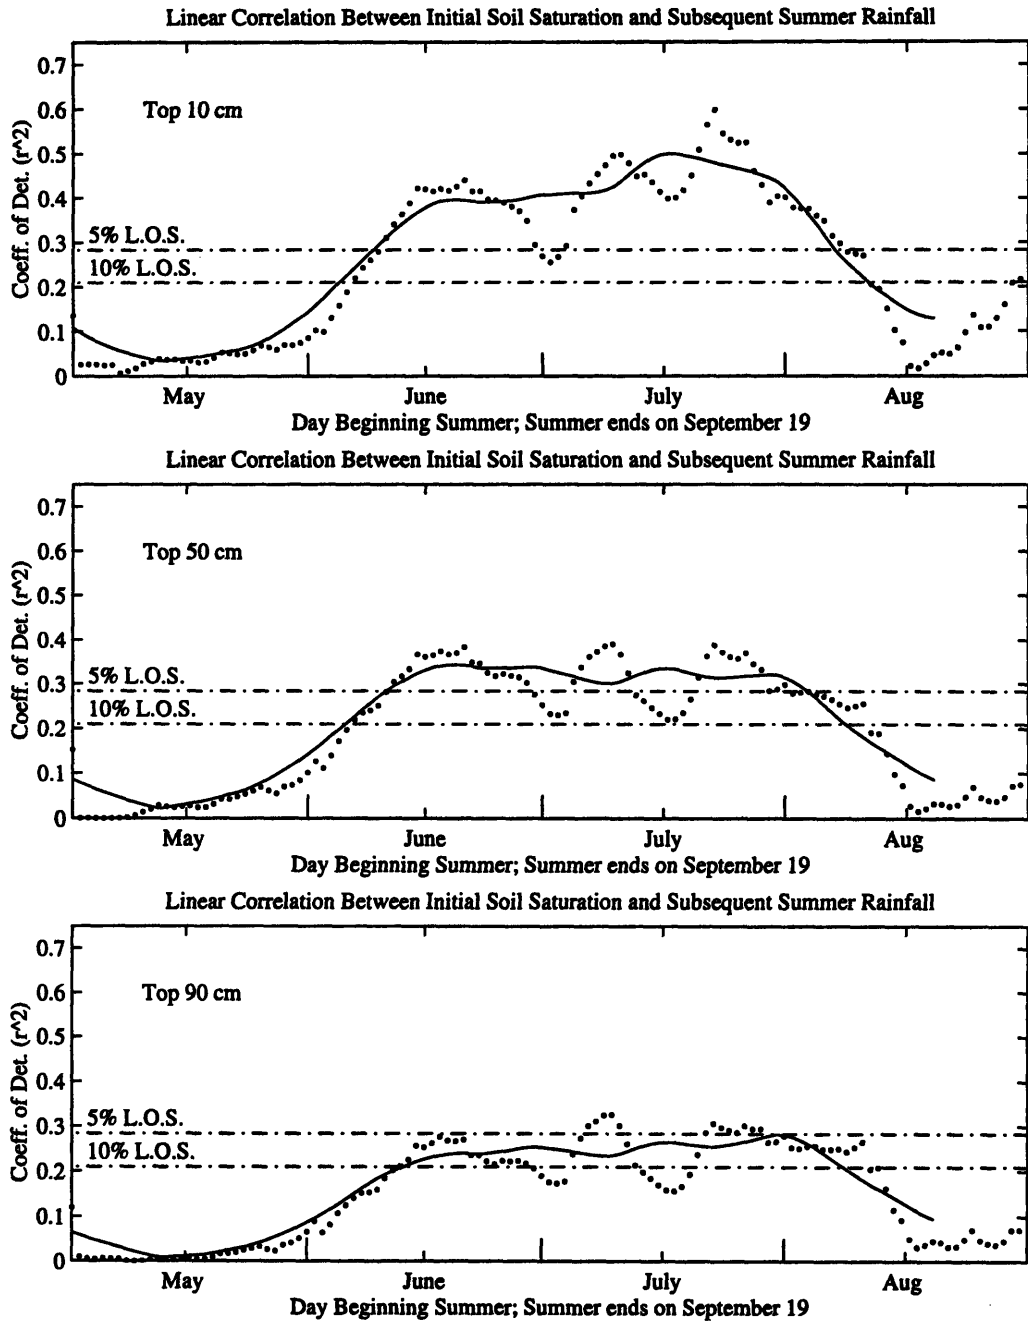 Linear Correlation Between Initial Soil Saturation and Subsequent Summer Rainfall
0.7
0.6
0.5
0.4
0.3
0.2
0.1
0
Coeff. of Det. (r^2)
Top 10 cm
5% L.O.S.
10% L.O.S.
May June July Aug
Day Beginning Summer; Summer ends on September 19
Linear Correlation Between Initial Soil Saturation and Subsequent Summer Rainfall
0.7
0.6
0.5
0.4
0.3
0.2
0.1
0
Coeff. of Det. (r^2)
Top 50 cm
5% L.O.S.
10% L.O.S.
May June July Aug
Day Beginning Summer; Summer ends on September 19
Linear Correlation Between Initial Soil Saturation and Subsequent Summer Rainfall
0.7
0.6
0.5
0.4
0.3
0.2
0.1
0
Coeff. of Det. (r^2)
Top 90 cm
5% L.O.S.
10% L.O.S.
May June July Aug
Day Beginning Summer; Summer ends on September 19